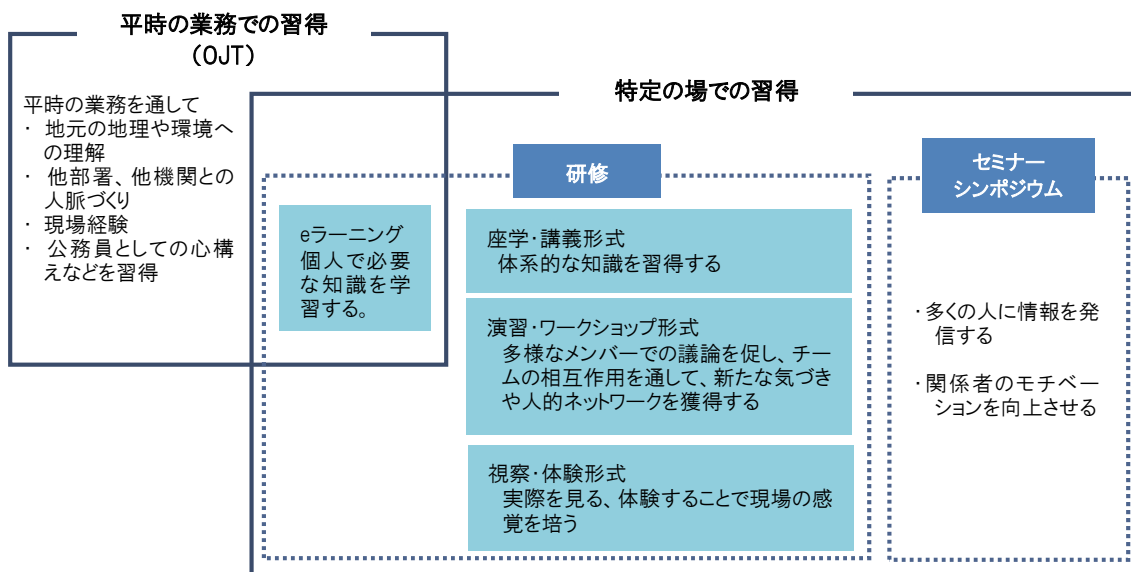 平時の業務での習得
(OJT)
平時の業務を通して
・ 地元の地理や環境へ
の理解
・ 他部署、他機関との
人脈づくり
・ 現場経験
・ 公務員としての心構
えなどを習得
特定の場での習得
研修
eラーニング
個人で必要
な知識を学
習する。
座学・講義形式
体系的な知識を習得する
演習・ワークショップ形式
多様なメンバーでの議論を促し、チー
ムの相互作用を通して、新たな気づき
や人的ネットワークを獲得する
視察・体験形式
実際を見る、体験することで現場の感
覚を培う
セミナー
シンポジウム
・多くの人に情報を発
信する
・関係者のモチベー
ションを向上させる